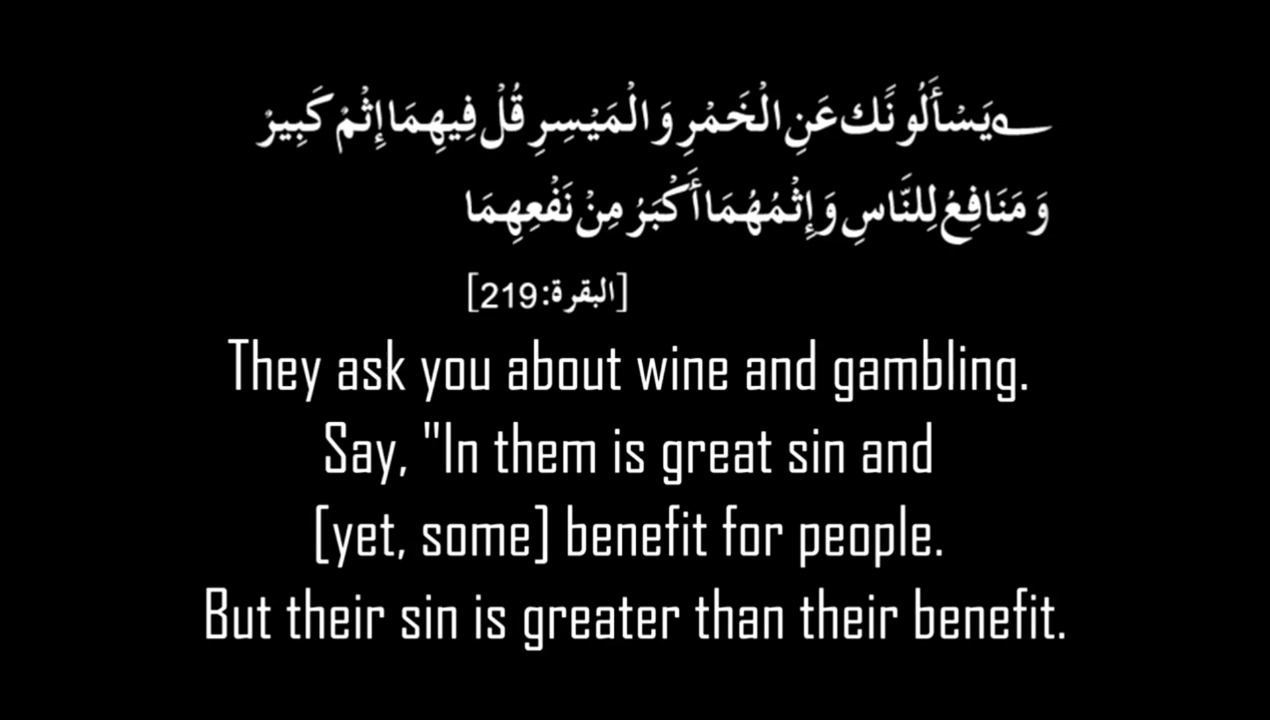 يَسْأَلُونَكَ عَنِ الْخَمْرِ وَالْمَيْسِرِ قُلْ فِيهِمَا إِثْمٌ كَبِيرٌ
وَمَنَافِعُ لِلنَّاسِ وَإِثْمُهُمَا أَكْبَرُ مِنْ نَفْعِهِمَا
[البقرة:219]
They ask you about wine and gambling.
Say, "In them is great sin and
[yet, some] benefit for people.
But their sin is greater than their benefit.